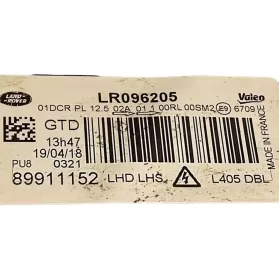 LAND ROVER LR096205 Valeo
01DCR PL 12.5 02A 01 1 00RL 00SM2 E9 6709
GTD
13h47
19/04/18
PU8 0321
89911152 LHD LHS L405 DBL
MADE IN FRANCE